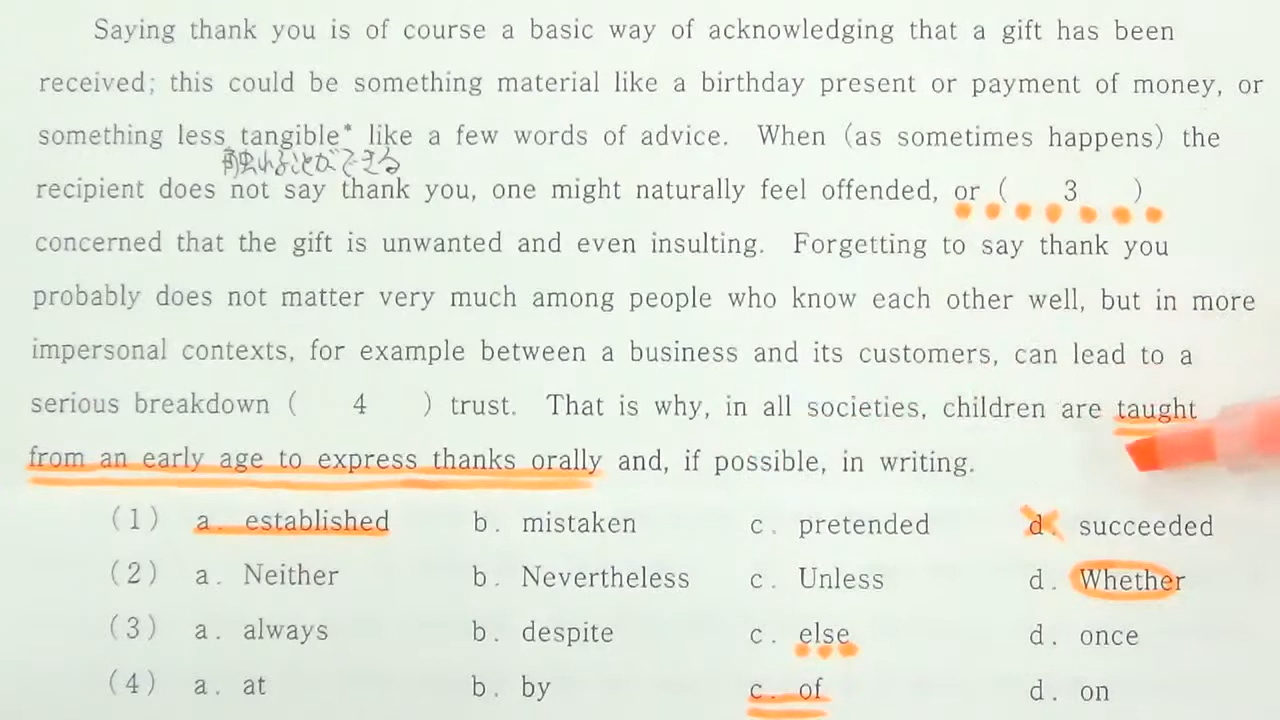 Saying thank you is of course a basic way of acknowledging that a gift has been
received; this could be something material like a birthday present or payment of money, or
something less tangible* like a few words of advice. When (as sometimes happens) the
触れることができる
recipient does not say thank you, one might naturally feel offended, or ( 3 )
concerned that the gift is unwanted and even insulting. Forgetting to say thank you
probably does not matter very much among people who know each other well, but in more
impersonal contexts, for example between a business and its customers, can lead to a
serious breakdown ( 4 ) trust. That is why, in all societies, children are taught
from an early age to express thanks orally and, if possible, in writing.
(1) a. established b. mistaken c. pretended d. succeeded
(2) a. Neither b. Nevertheless c. Unless d. Whether
(3) a. always b. despite c. else d. once
(4) a. at b. by c. of d. on